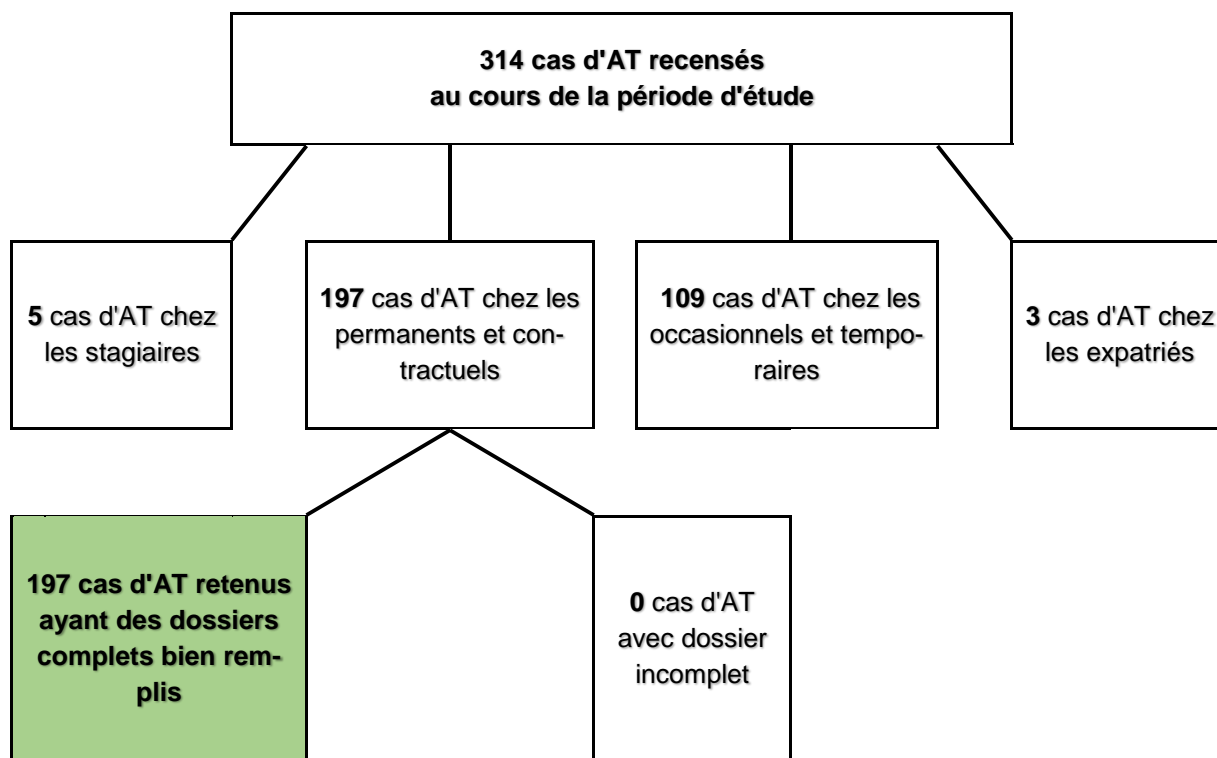 314 cas d'AT recensés
au cours de la période d'étude
5 cas d'AT chez
les stagiaires
197 cas d'AT chez les
permanents et con-
tractuels
109 cas d'AT chez les
occasionnels et tempo-
raires
3 cas d'AT chez
les expatriés
197 cas d'AT retenus
ayant des dossiers
complets bien rem-
plis
0 cas d'AT
avec dossier
incomplet